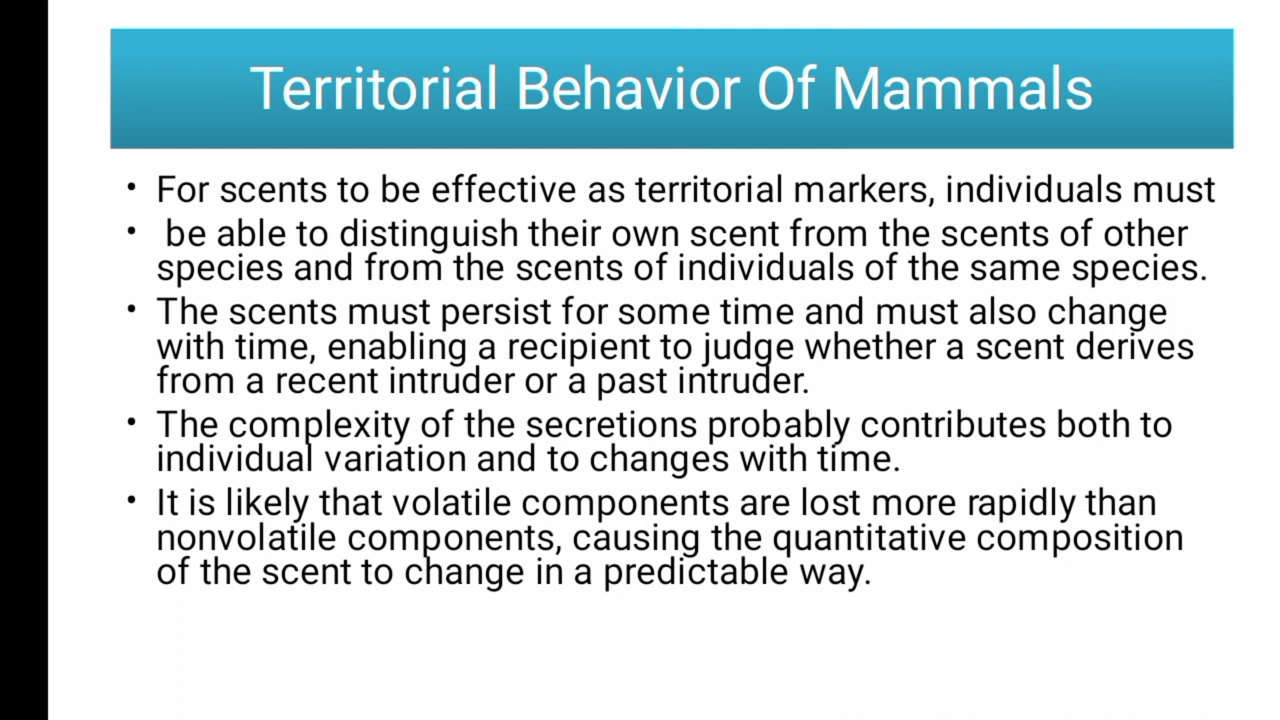 Territorial Behavior Of Mammals
• For scents to be effective as territorial markers, individuals must
• be able to distinguish their own scent from the scents of other
species and from the scents of individuals of the same species.
• The scents must persist for some time and must also change
with time, enabling a recipient to judge whether a scent derives
from a recent intruder or a past intruder.
• The complexity of the secretions probably contributes both to
individual variation and to changes with time.
• It is likely that volatile components are lost more rapidly than
nonvolatile components, causing the quantitative composition
of the scent to change in a predictable way.